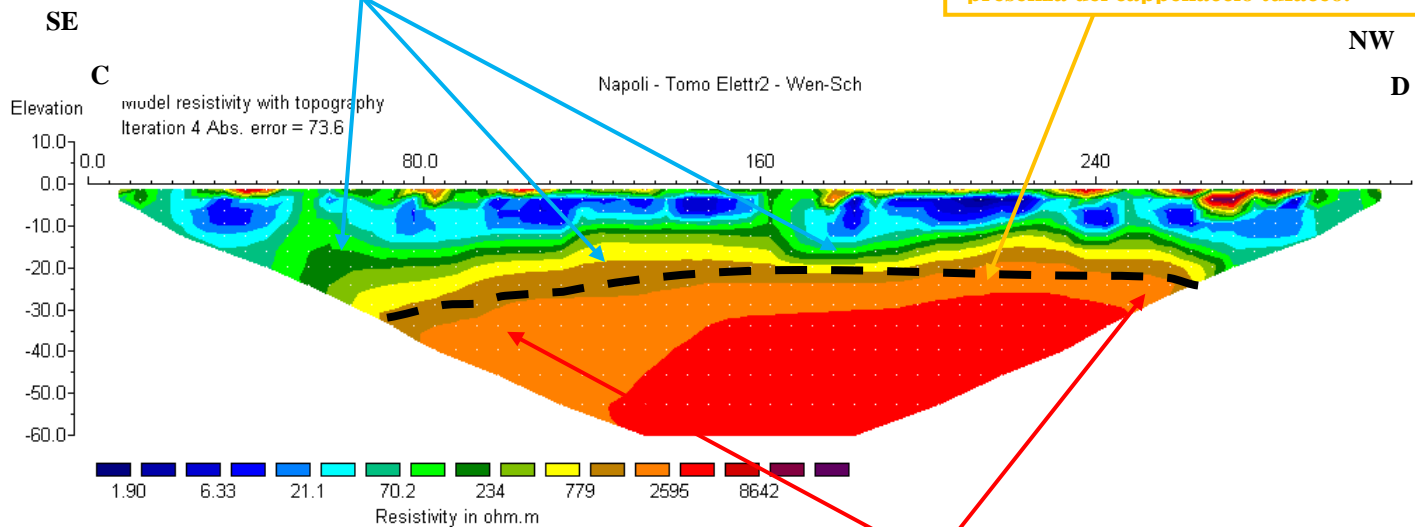 SE
NW
C
D
Napoli - Tomo Elettr2 - Wen-Sch
Elevation
Model resistivity with topography
Iteration 4 Abs. error = 73.6
10.0
0.0
-10.0
-20.0
-30.0
-40.0
-50.0
-60.0
0.0 80.0 160 240
1.90 6.33 21.1 70.2 234 779 2595 8642
Resistivity in ohm.m